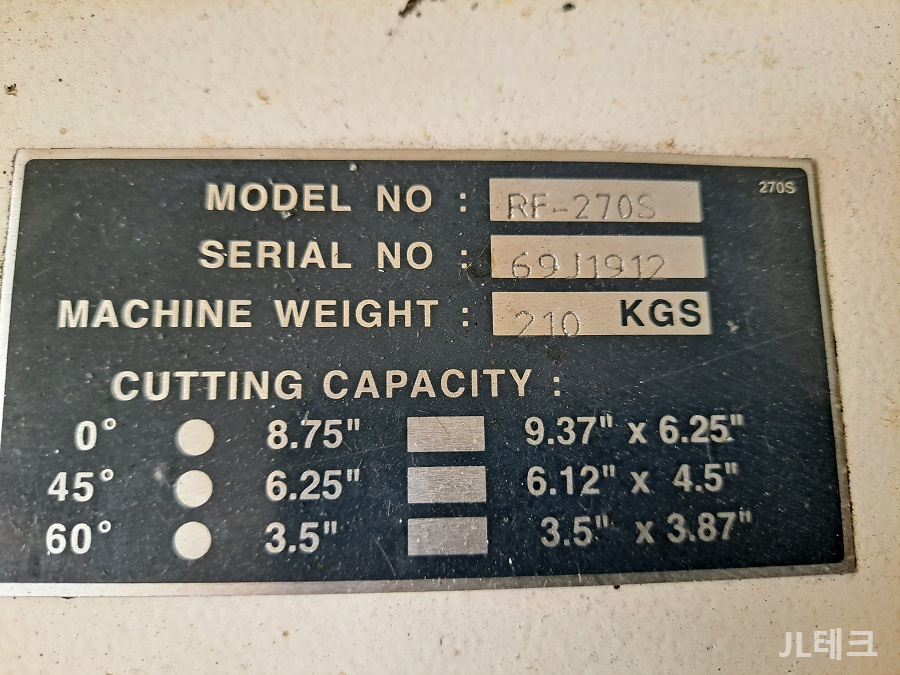 270S
MODEL NO : RF-270S
SERIAL NO : 69J1912
MACHINE WEIGHT : 210 KGS
CUTTING CAPACITY :
0° 8.75" 9.37" x 6.25"
45° 6.25" 6.12" x 4.5"
60° 3.5" 3.5" x 3.87"
JL테크